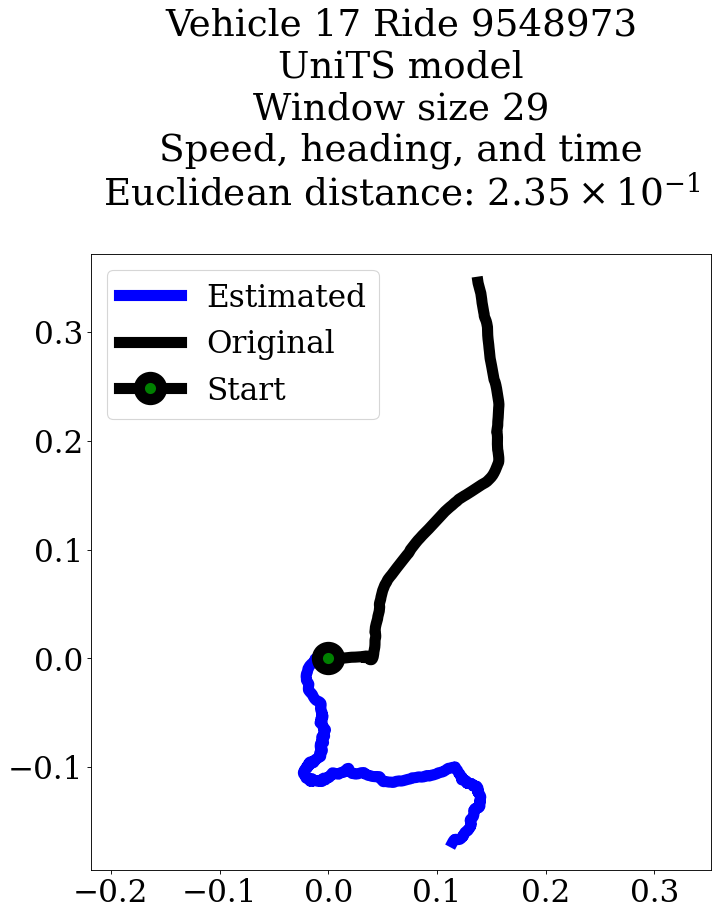 Vehicle 17 Ride 9548973
UniTS model
Window size 29
Speed, heading, and time
Euclidean distance: 2.35 × 10⁻¹
Estimated
Original
Start
0.3
0.2
0.1
0.0
−0.1
−0.2 −0.1 0.0 0.1 0.2 0.3